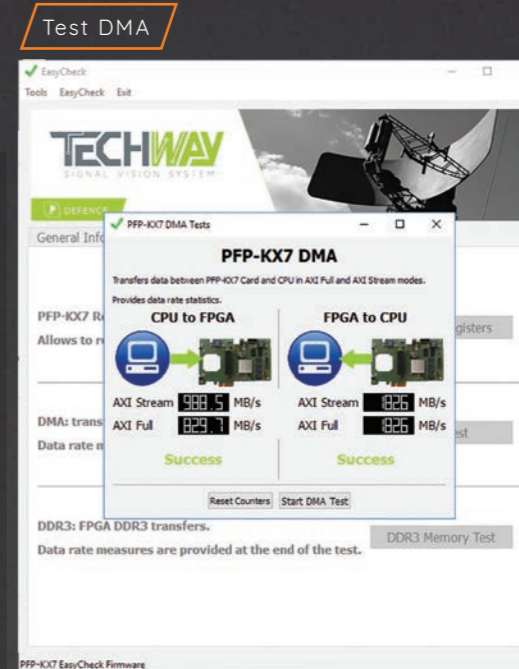 Test DMA
EasyCheck
Tools EasyCheck Exit
TECHWAY
SIGNAL VISION SYSTEM
DEFENCE
General Info
PFP-KX7 DMA Tests
PFP-KX7 DMA
Transfers data between PFP-KX7 Card and CPU in AXI Full and AXI Stream modes.
Provides data rate statistics.
CPU to FPGA
FPGA to CPU
AXI Stream 988.5 MB/s
AXI Full 829.7 MB/s
Success
AXI Stream 1826 MB/s
AXI Full 1826 MB/s
Success
Reset Counters Start DMA Test
PFP-KX7 R
gisters
Allows to r
DMA: trans
est
Data rate m
DDR3: FPGA DDR3 transfers.
Data rate measures are provided at the end of the test.
DDR3 Memory Test
PFP-KX7 EasyCheck Firmware